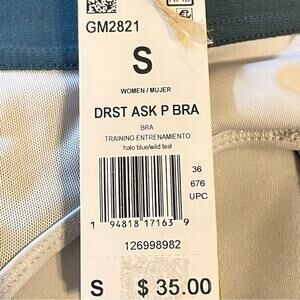 GM2821
S
WOMEN / MUJER
DRST ASK P BRA
BRA
TRAINING ENTRENAMIENTO
halo blue/wild teal
36
676
UPC
1 94818 17163 9
126998982
S $ 35.00